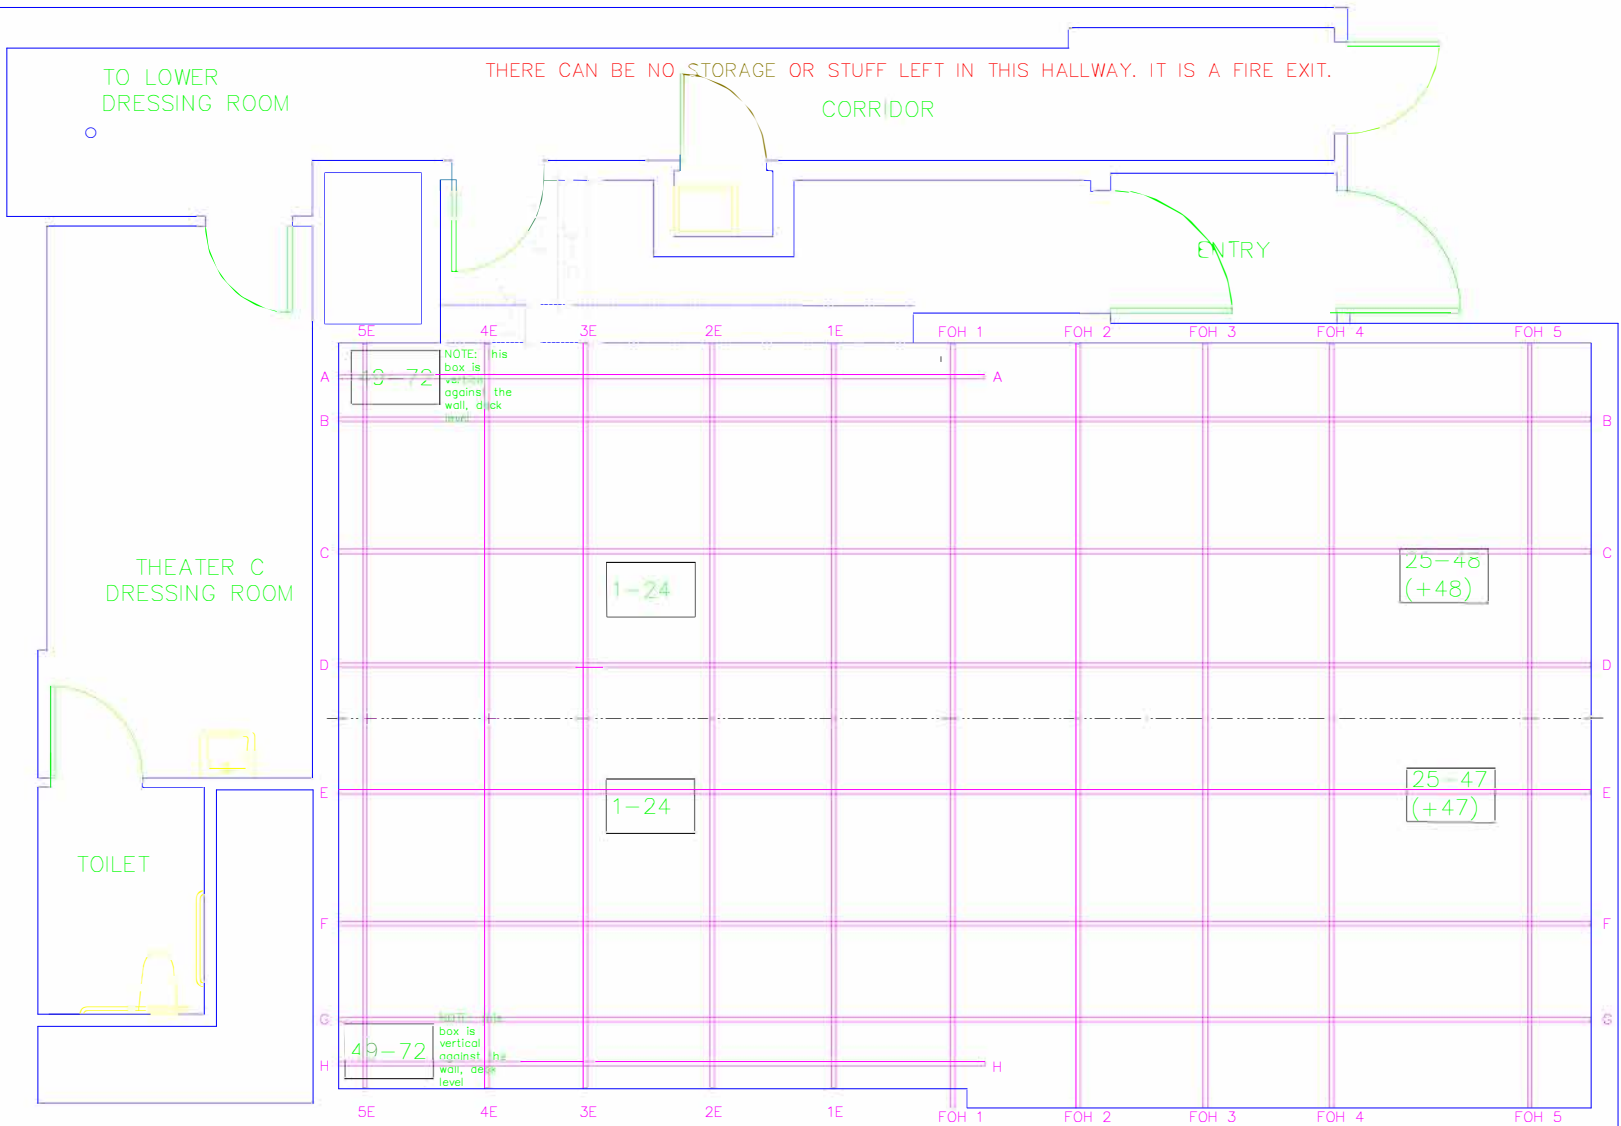 TO LOWER
DRESSING ROOM
THERE CAN BE NO STORAGE OR STUFF LEFT IN THIS HALLWAY. IT IS A FIRE EXIT.
CORRIDOR
ENTRY
5E 4E 3E 2E 1E FOH 1 FOH 2 FOH 3 FOH 4 FOH 5
49-72
NOTE: this
box is
vertical
against the
wall, deck
level
A A
B B
C C
THEATER C
DRESSING ROOM
1-24
25-48
(+48)
D D
E E
1-24
25-47
(+47)
TOILET
F F
G G
49-72
NOTE: this
box is
vertical
against the
wall, deck
level
H H
5E 4E 3E 2E 1E FOH 1 FOH 2 FOH 3 FOH 4 FOH 5